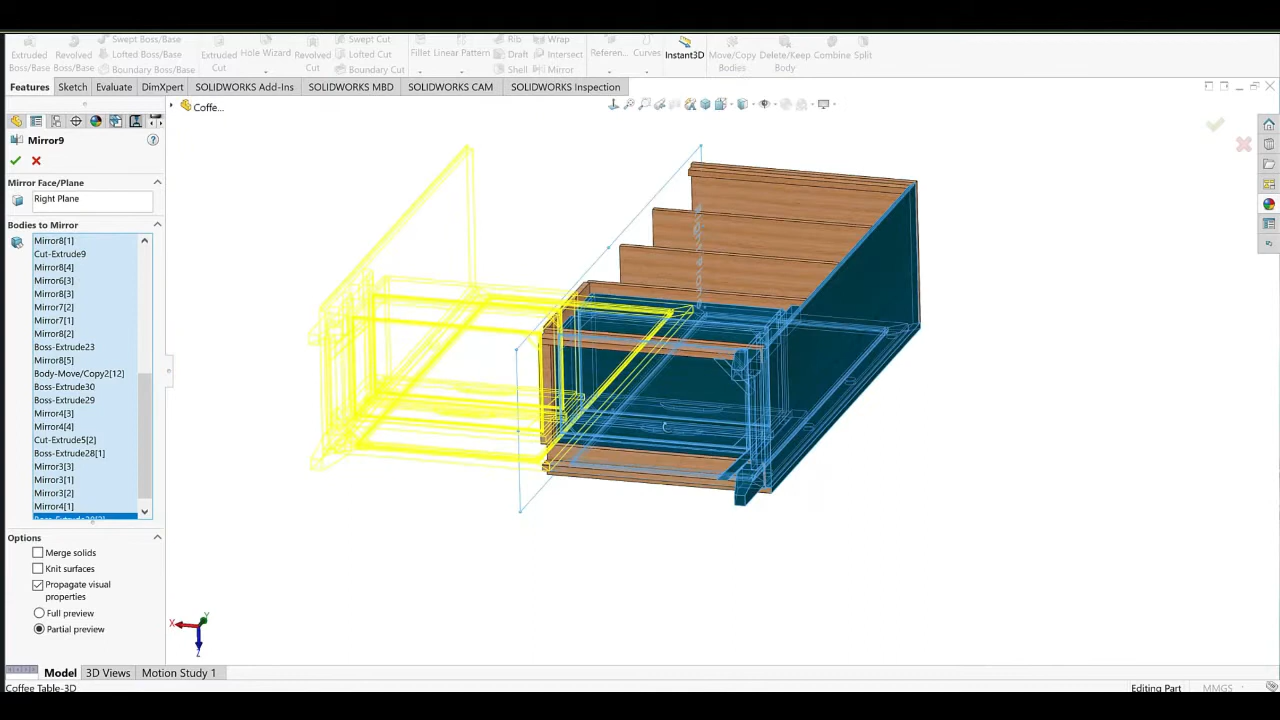 Swept Boss/Base
Swept Cut
Rib
Wrap
Extruded Boss/Base
Revolved Boss/Base
Lofted Boss/Base
Extruded Cut
Hole Wizard
Revolved Cut
Lofted Cut
Fillet
Linear Pattern
Draft
Intersect
Referen...
Curves
Instant3D
Move/Copy Bodies
Delete/Keep Body
Combine
Split
Boundary Boss/Base
Boundary Cut
Shell
Mirror
Features
Sketch
Evaluate
DimXpert
SOLIDWORKS Add-Ins
SOLIDWORKS MBD
SOLIDWORKS CAM
SOLIDWORKS Inspection
Coffe...
Mirror9
Mirror Face/Plane
Right Plane
Bodies to Mirror
Mirror8[1]
Cut-Extrude9
Mirror8[4]
Mirror6[3]
Mirror8[3]
Mirror7[2]
Mirror7[1]
Mirror8[2]
Boss-Extrude23
Mirror8[5]
Body-Move/Copy2[12]
Boss-Extrude30
Boss-Extrude29
Mirror4[3]
Mirror4[4]
Cut-Extrude5[2]
Boss-Extrude28[1]
Mirror3[3]
Mirror3[1]
Mirror3[2]
Mirror4[1]
Options
Merge solids
Knit surfaces
Propagate visual
properties
Full preview
Partial preview
X
Y
Z
Model
3D Views
Motion Study 1
Coffee Table-3D
Editing Part
MMGS